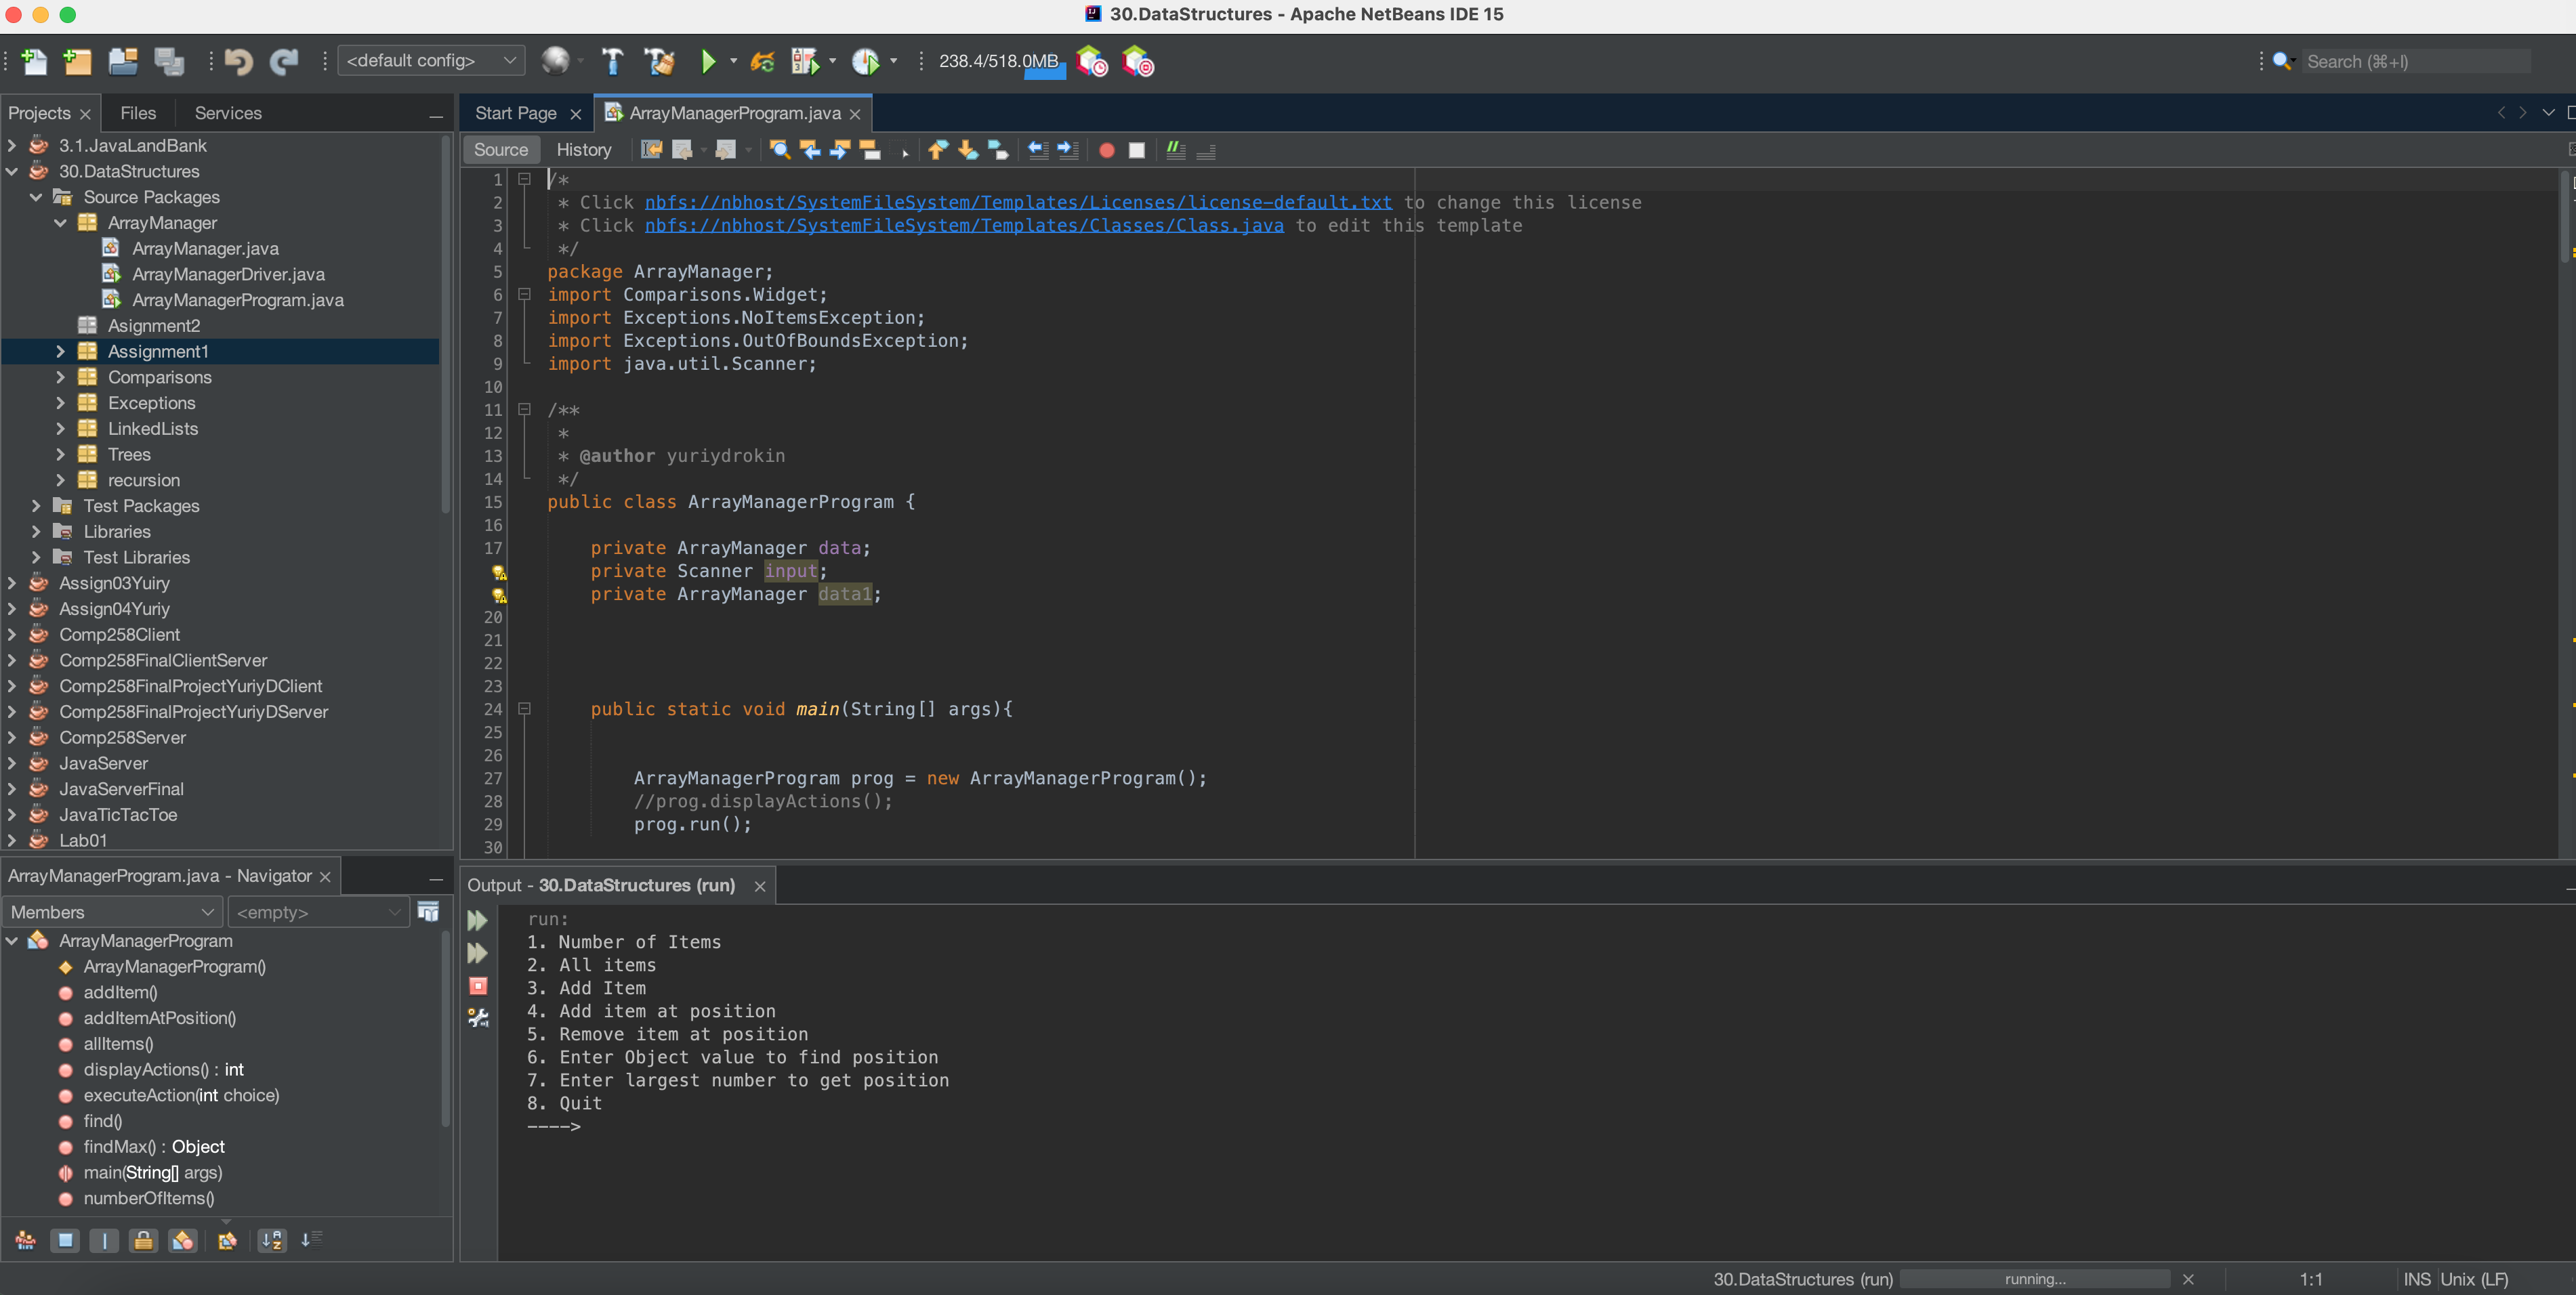 30.DataStructures - Apache NetBeans IDE 15
<default config>
238.4/518.0MB
Search (⌘+I)
Projects
Files
Services
3.1.JavaLandBank
30.DataStructures
Source Packages
ArrayManager
ArrayManager.java
ArrayManagerDriver.java
ArrayManagerProgram.java
Asignment2
Assignment1
Comparisons
Exceptions
LinkedLists
Trees
recursion
Test Packages
Libraries
Test Libraries
Assign03Yuiry
Assign04Yuriy
Comp258Client
Comp258FinalClientServer
Comp258FinalProjectYuriyDClient
Comp258FinalProjectYuriyDServer
Comp258Server
JavaServer
JavaServerFinal
JavaTicTacToe
Lab01
Start Page
ArrayManagerProgram.java
Source
History
1 /*
2 * Click nbfs://nbhost/SystemFileSystem/Templates/Licenses/license-default.txt to change this license
3 * Click nbfs://nbhost/SystemFileSystem/Templates/Classes/Class.java to edit this template
4 */
5 package ArrayManager;
6 import Comparisons.Widget;
7 import Exceptions.NoItemsException;
8 import Exceptions.OutOfBoundsException;
9 import java.util.Scanner;
10
11 /**
12 *
13 * @author yuriydrokin
14 */
15 public class ArrayManagerProgram {
16
17 private ArrayManager data;
private Scanner input;
private ArrayManager data1;
20
21
22
23
24 public static void main(String[] args){
25
26
27 ArrayManagerProgram prog = new ArrayManagerProgram();
28 //prog.displayActions();
29 prog.run();
30
ArrayManagerProgram.java - Navigator
Members
<empty>
ArrayManagerProgram
ArrayManagerProgram()
addItem()
addItemAtPosition()
allItems()
displayActions() : int
executeAction(int choice)
find()
findMax() : Object
main(String[] args)
numberOfItems()
Output - 30.DataStructures (run)
run:
1. Number of Items
2. All items
3. Add Item
4. Add item at position
5. Remove item at position
6. Enter Object value to find position
7. Enter largest number to get position
8. Quit
---->
30.DataStructures (run)
running...
1:1
INS
Unix (LF)